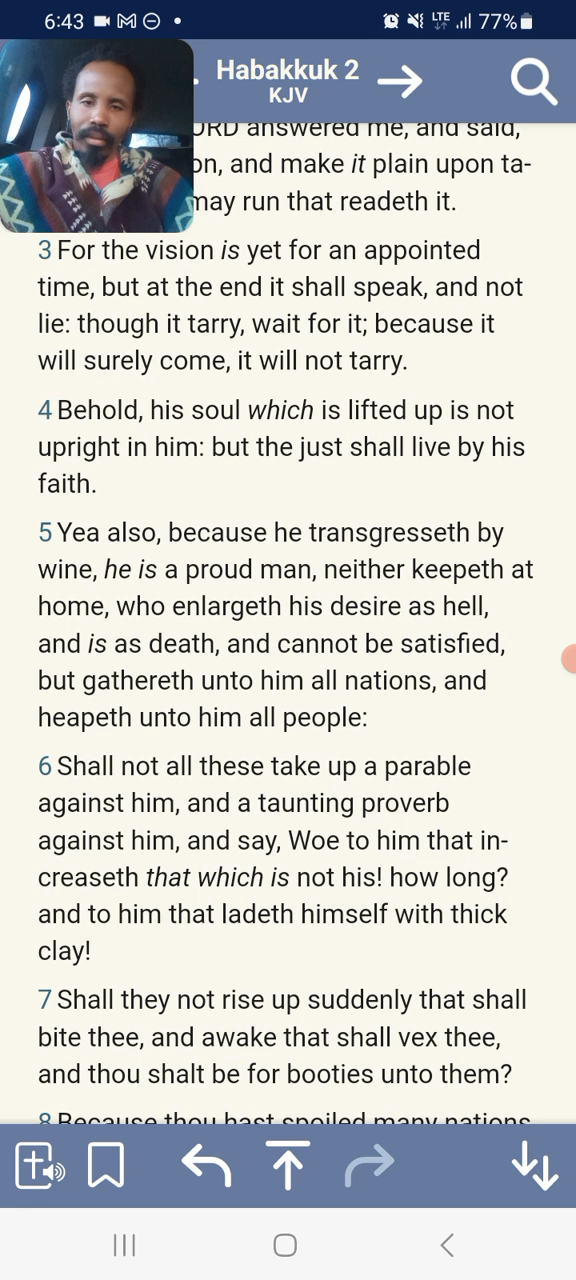 6:43
LTE
77%
Habakkuk 2
KJV
answered me, and said,
on, and make it plain upon ta-
may run that readeth it.
3 For the vision is yet for an appointed
time, but at the end it shall speak, and not
lie: though it tarry, wait for it; because it
will surely come, it will not tarry.
4 Behold, his soul which is lifted up is not
upright in him: but the just shall live by his
faith.
5 Yea also, because he transgresseth by
wine, he is a proud man, neither keepeth at
home, who enlargeth his desire as hell,
and is as death, and cannot be satisfied,
but gathereth unto him all nations, and
heapeth unto him all people:
6 Shall not all these take up a parable
against him, and a taunting proverb
against him, and say, Woe to him that in-
creaseth that which is not his! how long?
and to him that ladeth himself with thick
clay!
7 Shall they not rise up suddenly that shall
bite thee, and awake that shall vex thee,
and thou shalt be for booties unto them?
8 Because thou hast spoiled many nations